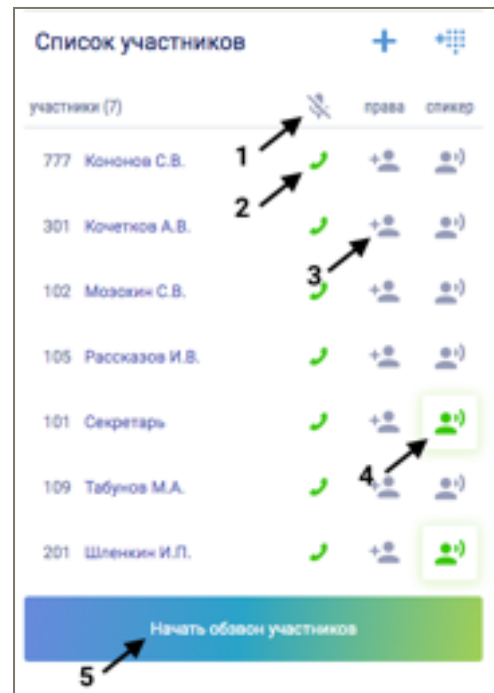 Список участников
участники (7) права спикер
1
777 Кононов С.В.
2
301 Кочетков А.В.
3
102 Мозохин С.В.
105 Рассказов И.В.
101 Секретарь
4
109 Табунов М.А.
201 Шленкин И.П.
Начать обзвон участников
5